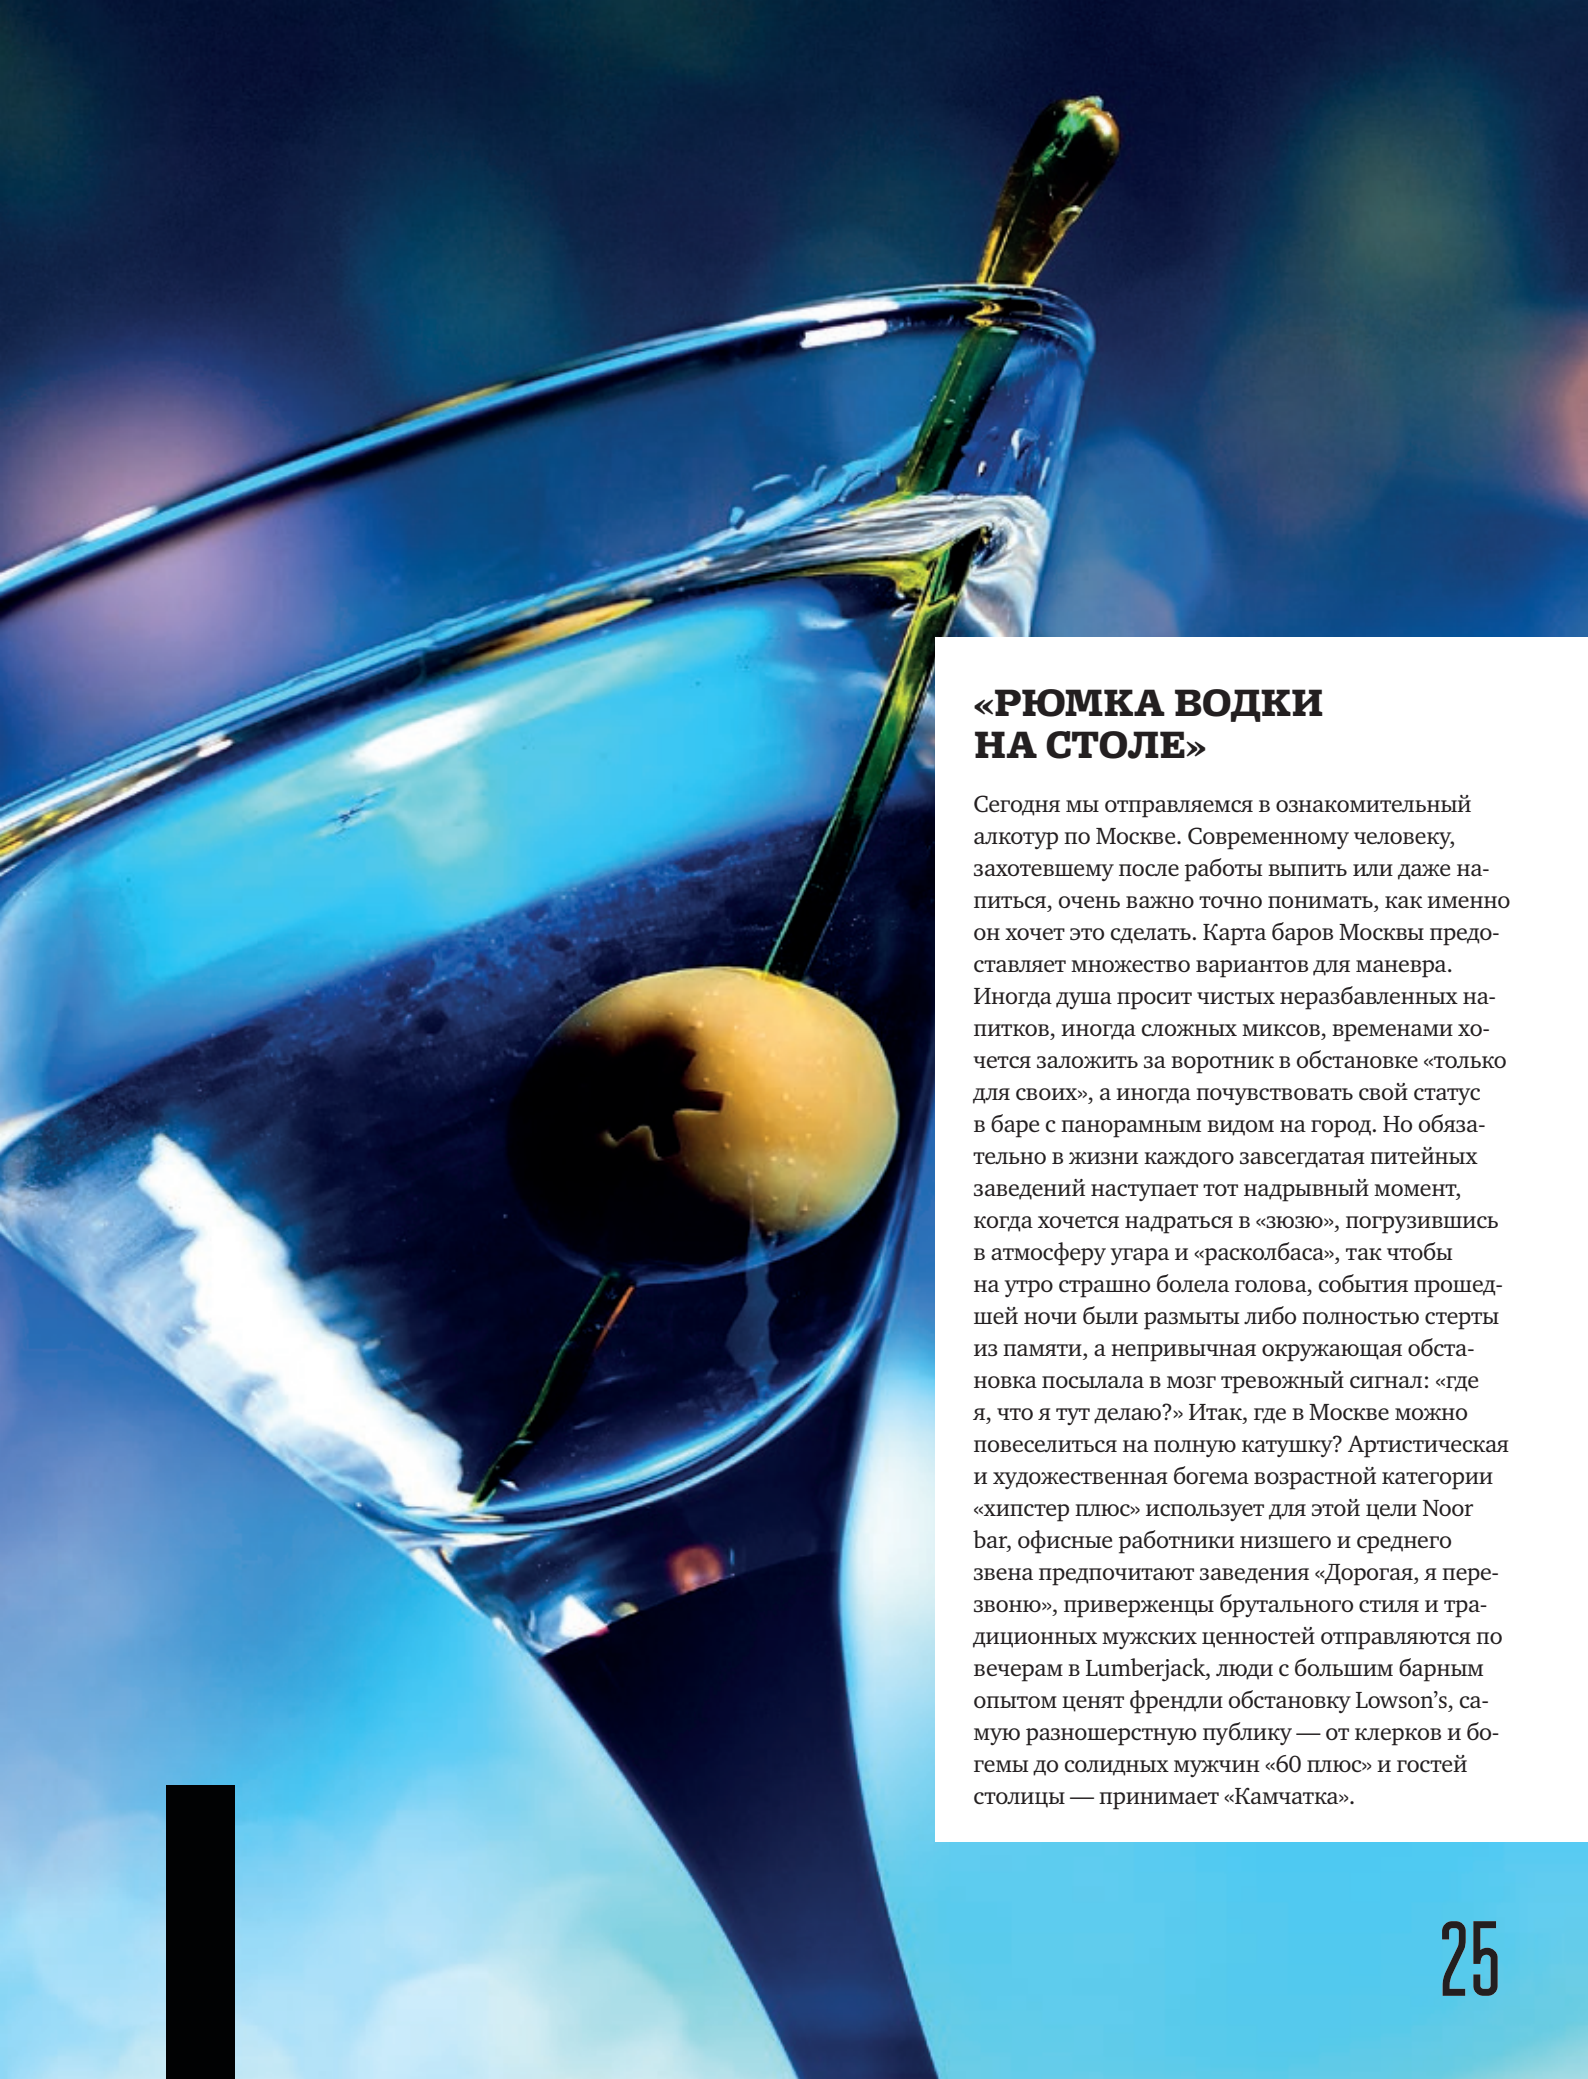 «РЮМКА ВОДКИ
НА СТОЛЕ»
Сегодня мы отправляемся в ознакомительный
алкотур по Москве. Современному человеку,
захотевшему после работы выпить или даже на-
питься, очень важно точно понимать, как именно
он хочет это сделать. Карта баров Москвы предо-
ставляет множество вариантов для маневра.
Иногда душа просит чистых неразбавленных на-
питков, иногда сложных миксов, временами хо-
чется заложить за воротник в обстановке «только
для своих», а иногда почувствовать свой статус
в баре с панорамным видом на город. Но обяза-
тельно в жизни каждого завсегдатая питейных
заведений наступает тот надрывный момент,
когда хочется надраться в «зюзю», погрузившись
в атмосферу угара и «расколбаса», так чтобы
на утро страшно болела голова, события прошед-
шей ночи были размыты либо полностью стерты
из памяти, а непривычная окружающая обста-
новка посылала в мозг тревожный сигнал: «где
я, что я тут делаю?» Итак, где в Москве можно
повеселиться на полную катушку? Артистическая
и художественная богема возрастной категории
«хипстер плюс» использует для этой цели Noor
bar, офисные работники низшего и среднего
звена предпочитают заведения «Дорогая, я пере-
звоню», приверженцы брутального стиля и тра-
диционных мужских ценностей отправляются по
вечерам в Lumberjack, люди с большим барным
опытом ценят френдли обстановку Lowson’s, са-
мую разношерстную публику — от клерков и бо-
гемы до солидных мужчин «60 плюс» и гостей
столицы — принимает «Камчатка».
25